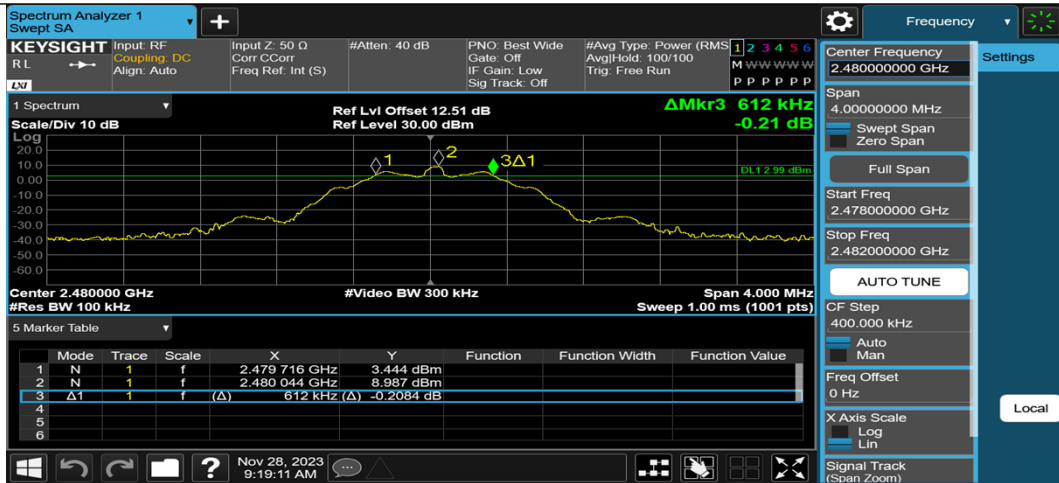 Spectrum Analyzer 1
Swept SA
+
Frequency
KEYSIGHT
RL
LXI
Input: RF
Coupling: DC
Align: Auto
Input Z: 50 Ω
Corr CCorr
Freq Ref: Int (S)
#Atten: 40 dB
PNO: Best Wide
Gate: Off
IF Gain: Low
Sig Track: Off
#Avg Type: Power (RMS
Avg|Hold: 100/100
Trig: Free Run
1 2 3 4 5 6
M W W W W W
P P P P P P
1 Spectrum
Scale/Div 10 dB
Ref Lvl Offset 12.51 dB
Ref Level 30.00 dBm
ΔMkr3 612 kHz
-0.21 dB
Log
20.0
10.0
0.00
-10.0
-20.0
-30.0
-40.0
-50.0
-60.0
1
2
3Δ1
DL1 2.99 dBm
Center 2.480000 GHz
#Video BW 300 kHz
Span 4.000 MHz
#Res BW 100 kHz
Sweep 1.00 ms (1001 pts)
5 Marker Table
Mode Trace Scale X Y Function Function Width Function Value
1 N 1 f 2.479 716 GHz 3.444 dBm
2 N 1 f 2.480 044 GHz 8.987 dBm
3 Δ1 1 f (Δ) 612 kHz (Δ) -0.2084 dB
4
5
6
?
Nov 28, 2023
9:19:11 AM
Center Frequency
2.480000000 GHz
Span
4.00000000 MHz
Swept Span
Zero Span
Full Span
Start Freq
2.478000000 GHz
Stop Freq
2.482000000 GHz
AUTO TUNE
CF Step
400.000 kHz
Auto
Man
Freq Offset
0 Hz
X Axis Scale
Log
Lin
Signal Track
(Span Zoom)
Settings
Local